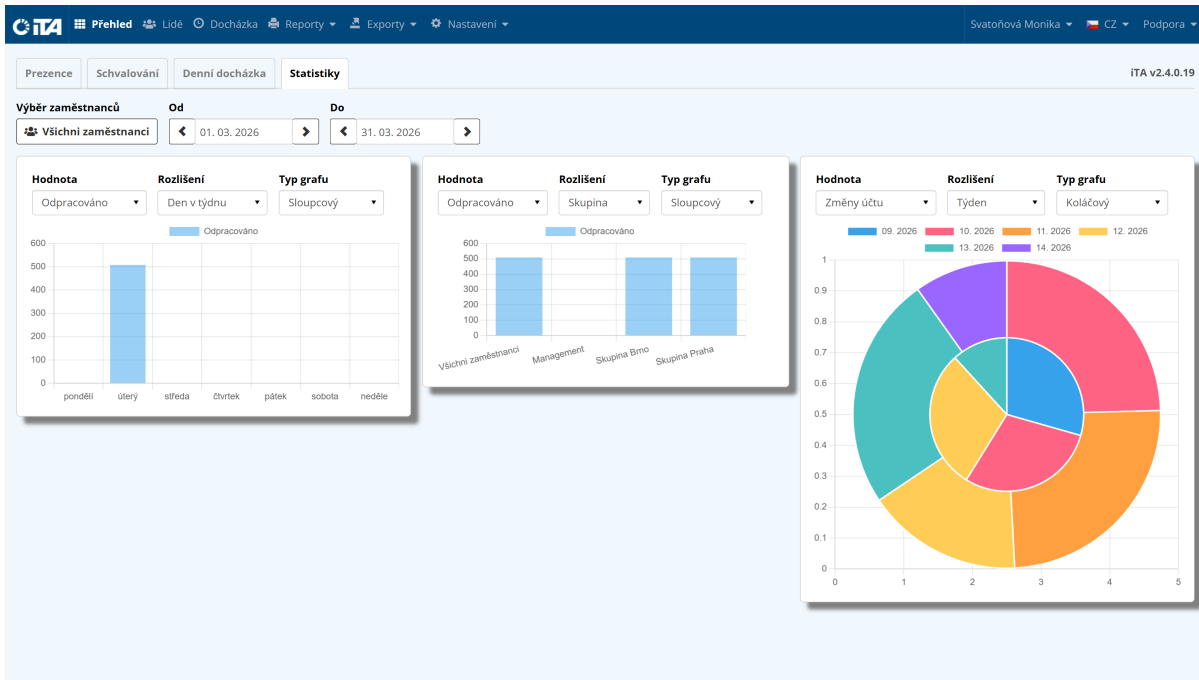 iTA Přehled Lidé Docházka Reporty Exporty Nastavení Svatoňová Monika CZ Podpora
Prezence Schvalování Denní docházka Statistiky iTA v2.4.0.19
Výběr zaměstnanců Od Do
Všichni zaměstnanci 01. 03. 2026 31. 03. 2026
Hodnota Rozlišení Typ grafu
Odpracováno Den v týdnu Sloupcový
Odpracováno
600
500
400
300
200
100
0
pondělí úterý středa čtvrtek pátek sobota neděle
Hodnota Rozlišení Typ grafu
Odpracováno Skupina Sloupcový
Odpracováno
600
500
400
300
200
100
0
Všichni zaměstnanci Management Skupina Brno Skupina Praha
Hodnota Rozlišení Typ grafu
Změny účtu Týden Koláčový
09. 2026 10. 2026 11. 2026 12. 2026
13. 2026 14. 2026
1
0.9
0.8
0.7
0.6
0.5
0.4
0.3
0.2
0.1
0
0 1 2 3 4 5